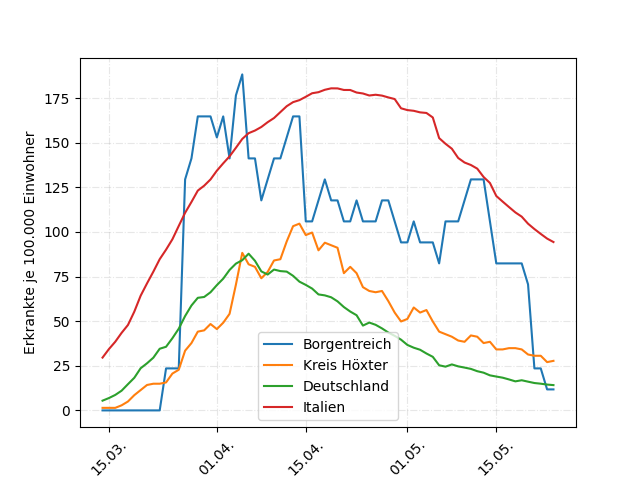 Erkrankte je 100.000 Einwohner
175
150
125
100
75
50
25
0
Borgentreich
Kreis Höxter
Deutschland
Italien
15.03.
01.04.
15.04.
01.05.
15.05.